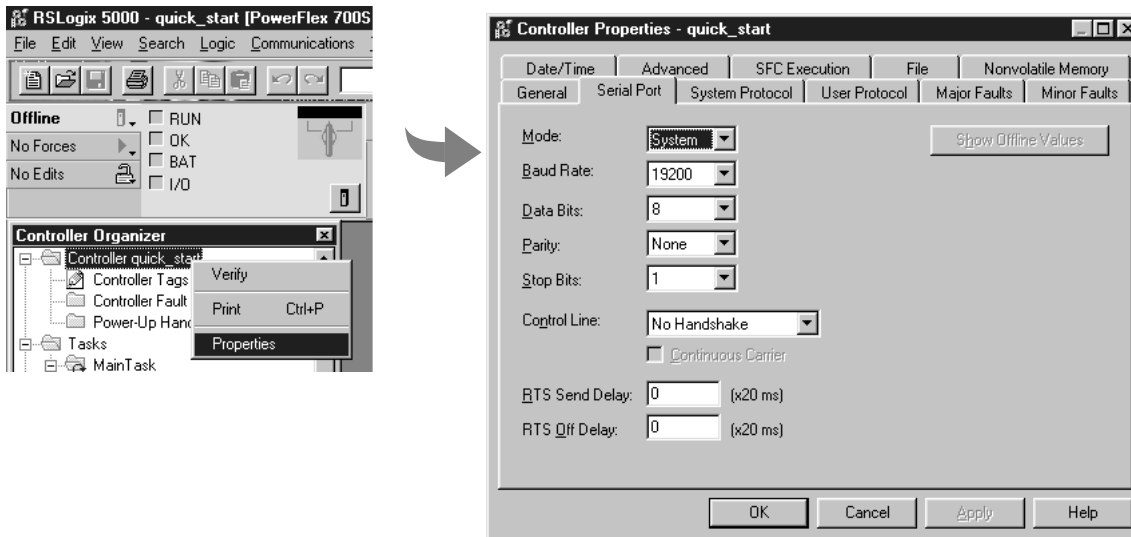 RSLogix 5000 - quick_start [PowerFlex 700S
File Edit View Search Logic Communications
Offline
RUN
No Forces
OK
BAT
No Edits
I/O
Controller Organizer
Controller quick_start
Controller Tags
Controller Fault
Power-Up Hand
Tasks
MainTask
Verify
Print Ctrl+P
Properties
Controller Properties - quick_start
Date/Time Advanced SFC Execution File Nonvolatile Memory
General Serial Port System Protocol User Protocol Major Faults Minor Faults
Mode: System
Show Offline Values
Baud Rate: 19200
Data Bits: 8
Parity: None
Stop Bits: 1
Control Line: No Handshake
Continuous Carrier
RTS Send Delay: 0 (x20 ms)
RTS Off Delay: 0 (x20 ms)
OK Cancel Apply Help